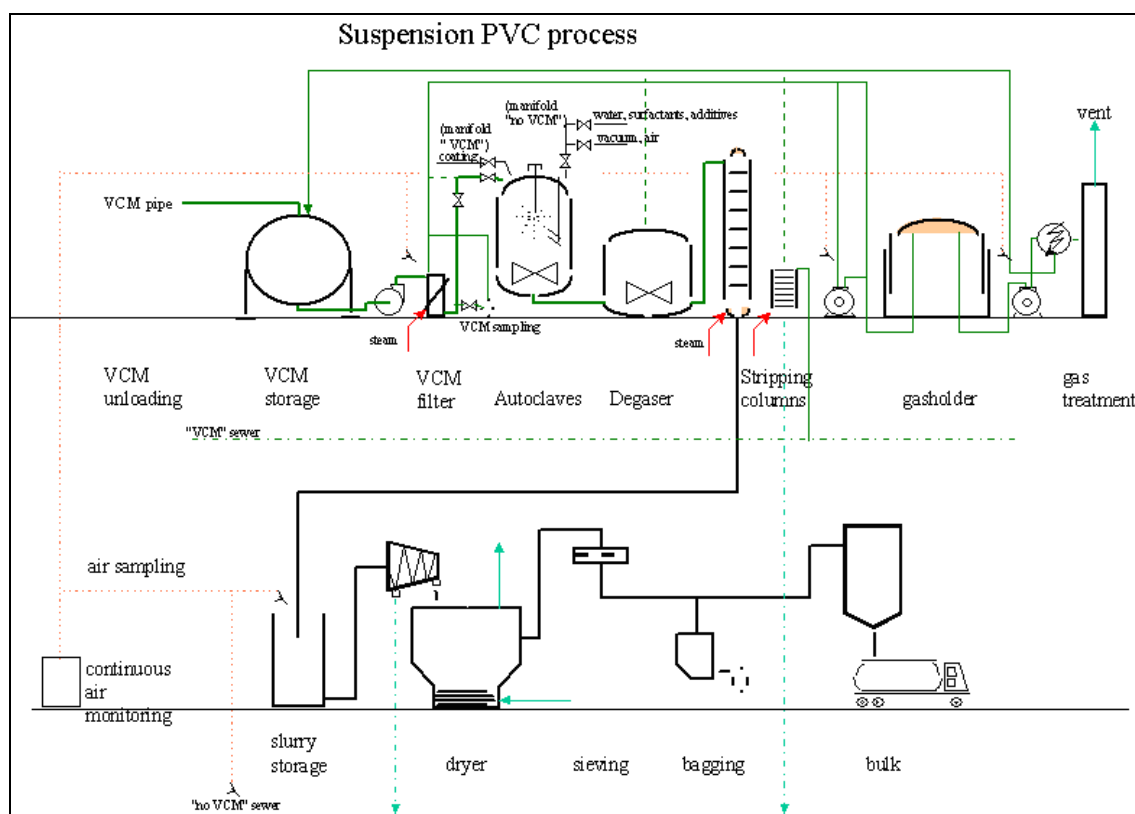 Suspension PVC process
(manifold
"no VCM")
water, surfactants, additives
vacuum, air
(manifold
" VCM")
coating
vent
VCM pipe
VCM sampling
steam
steam
VCM
unloading
VCM
storage
VCM
filter
Autoclaves
Degaser
Stripping
columns
gasholder
gas
treatment
"VCM" sewer
air sampling
continuous
air
monitoring
slurry
storage
dryer
sieving
bagging
bulk
"no VCM" sewer